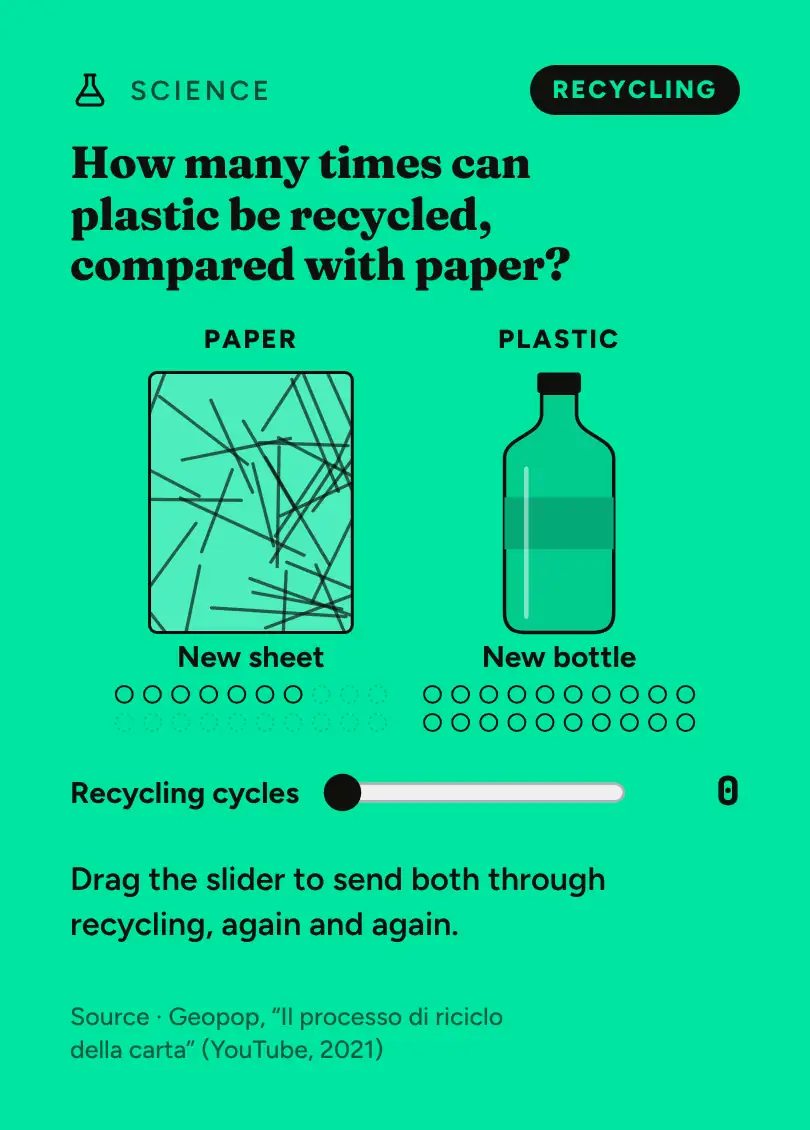 SCIENCE
RECYCLING
How many times can
plastic be recycled,
compared with paper?
PAPER
PLASTIC
New sheet
New bottle
Recycling cycles
0
Drag the slider to send both through
recycling, again and again.
Source · Geopop, “Il processo di riciclo
della carta” (YouTube, 2021)